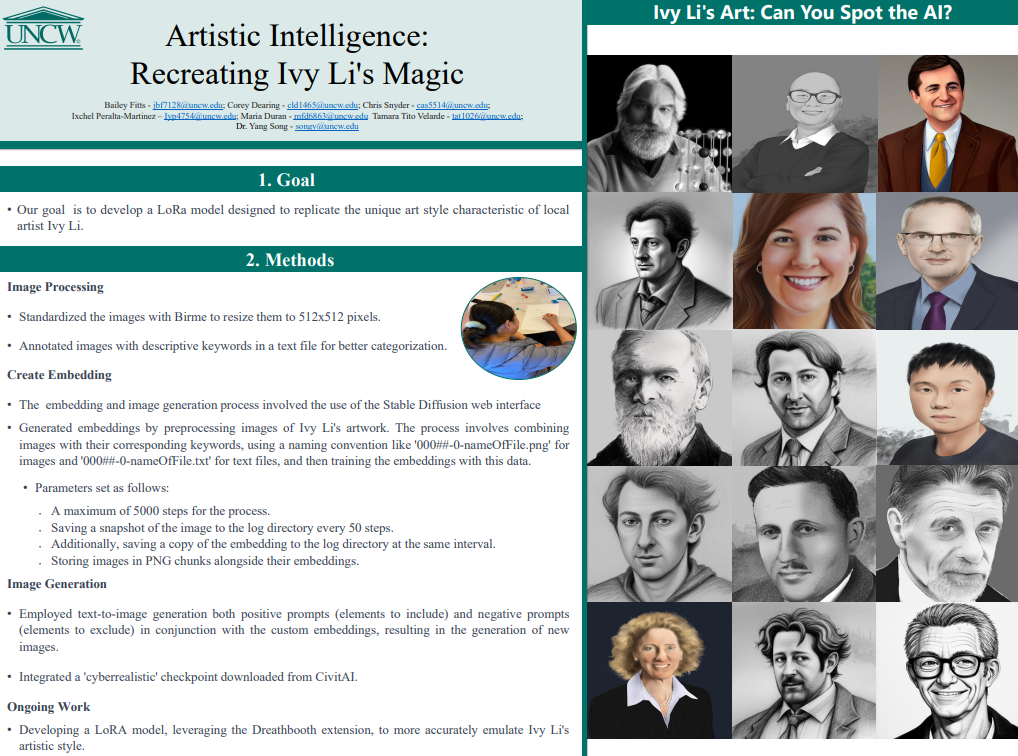 UNCW
Artistic Intelligence:
Recreating Ivy Li's Magic
Bailey Fitts - jbf7128@uncw.edu; Corey Dearing - cld1465@uncw.edu; Chris Snyder - cas5514@uncw.edu;
Ixchel Peralta-Martinez – Iyp4754@uncw.edu; Maria Duran - mfd6863@uncw.edu Tamara Tito Velarde - tat1026@uncw.edu;
Dr. Yang Song - songy@uncw.edu
1. Goal
• Our goal is to develop a LoRa model designed to replicate the unique art style characteristic of local
artist Ivy Li.
2. Methods
Image Processing
• Standardized the images with Birme to resize them to 512x512 pixels.
• Annotated images with descriptive keywords in a text file for better categorization.
Create Embedding
• The embedding and image generation process involved the use of the Stable Diffusion web interface
• Generated embeddings by preprocessing images of Ivy Li's artwork. The process involves combining
images with their corresponding keywords, using a naming convention like '000##-0-nameOfFile.png' for
images and '000##-0-nameOfFile.txt' for text files, and then training the embeddings with this data.
• Parameters set as follows:
. A maximum of 5000 steps for the process.
. Saving a snapshot of the image to the log directory every 50 steps.
. Additionally, saving a copy of the embedding to the log directory at the same interval.
. Storing images in PNG chunks alongside their embeddings.
Image Generation
• Employed text-to-image generation both positive prompts (elements to include) and negative prompts
(elements to exclude) in conjunction with the custom embeddings, resulting in the generation of new
images.
• Integrated a 'cyberrealistic' checkpoint downloaded from CivitAI.
Ongoing Work
• Developing a LoRA model, leveraging the Dreathbooth extension, to more accurately emulate Ivy Li's
artistic style.
Ivy Li's Art: Can You Spot the AI?